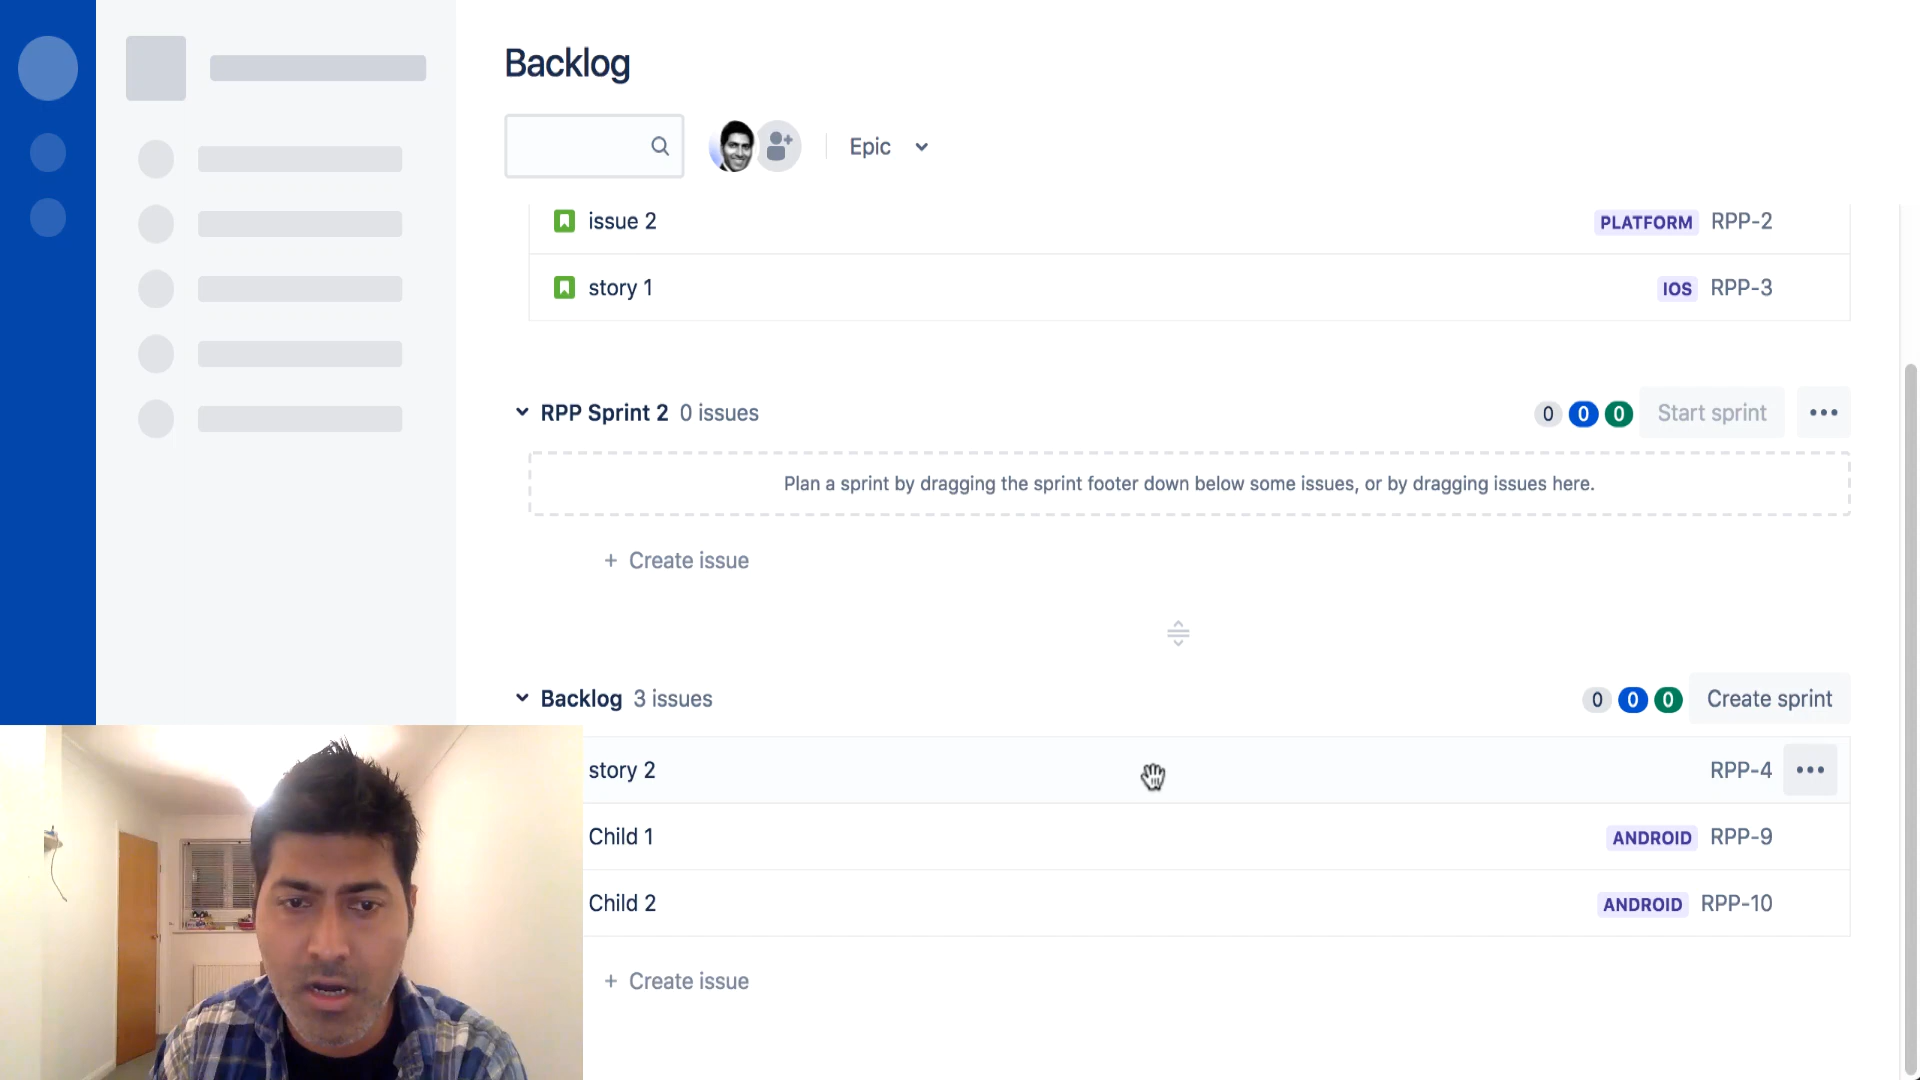 Backlog
Epic
issue 2 PLATFORM RPP-2
story 1 IOS RPP-3
RPP Sprint 2 0 issues 0 0 0 Start sprint
Plan a sprint by dragging the sprint footer down below some issues, or by dragging issues here.
+ Create issue
Backlog 3 issues 0 0 0 Create sprint
story 2 RPP-4
Child 1 ANDROID RPP-9
Child 2 ANDROID RPP-10
+ Create issue